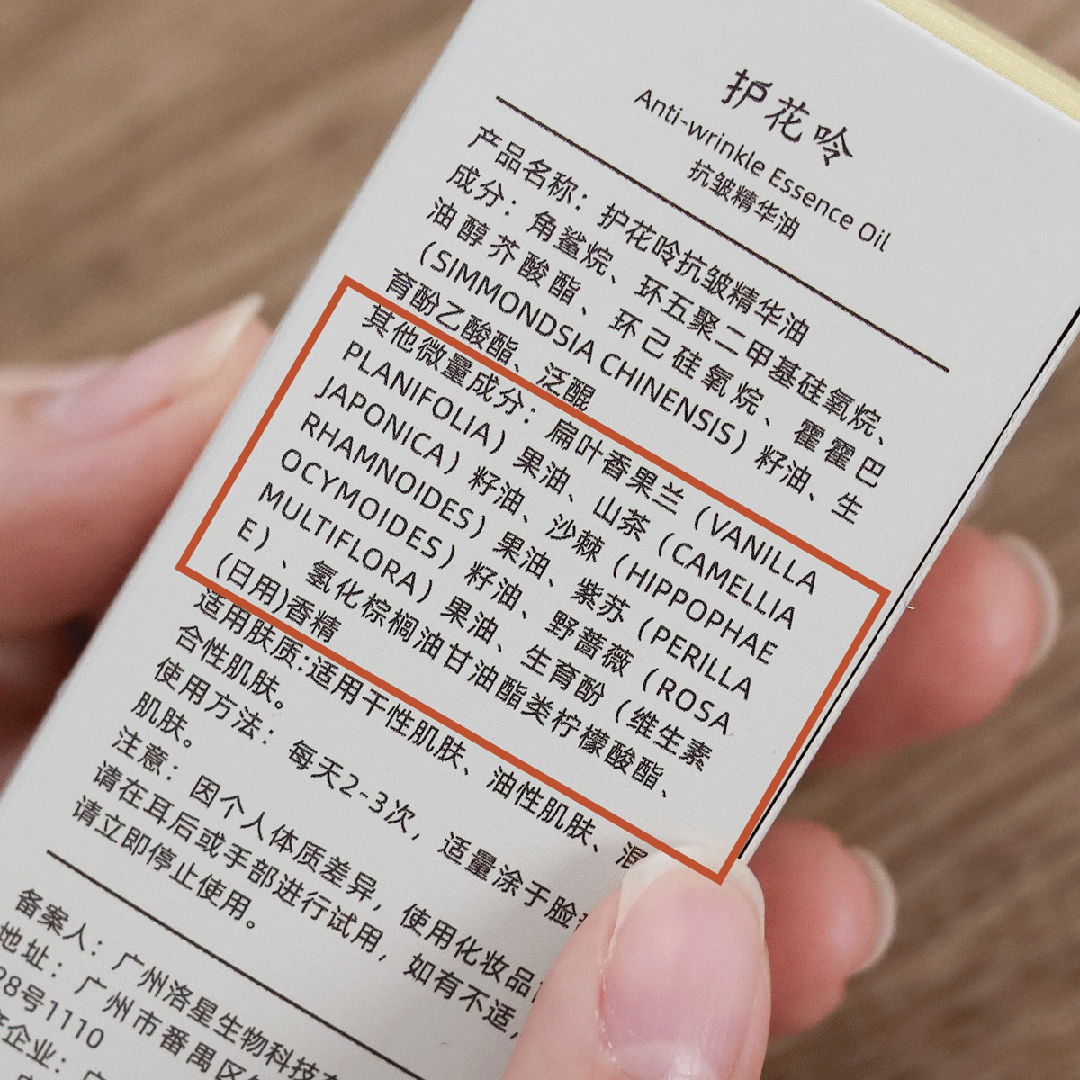 护花呤
Anti-wrinkle Essence Oil
抗皱精华油
产品名称：护花呤抗皱精华油
成分：角鲨烷、环五聚二甲基硅氧烷、
油醇芥酸酯、环己硅氧烷、霍霍巴
（SIMMONDSIA CHINENSIS）籽油、生
育酚乙酸酯、泛醌
其他微量成分：扁叶香果兰（VANILLA
PLANIFOLIA）果油、山茶（CAMELLIA
JAPONICA）籽油、沙棘（HIPPOPHAE
RHAMNOIDES）果油、紫苏（PERILLA
OCYMOIDES）籽油、野蔷薇（ROSA
MULTIFLORA）果油、生育酚（维生素
E）、氢化棕榈油甘油酯类柠檬酸酯、
(日用)香精
适用肤质:适用干性肌肤、油性肌肤、混
合性肌肤。
使用方法：每天2-3次，适量涂于脸
肌肤。
注意：因个人体质差异，使用化妆品
请在耳后或手部进行试用，如有不适，
请立即停止使用。
备案人：广州洛星生物科技
地址：广州市番禺区
28号1110
企业：